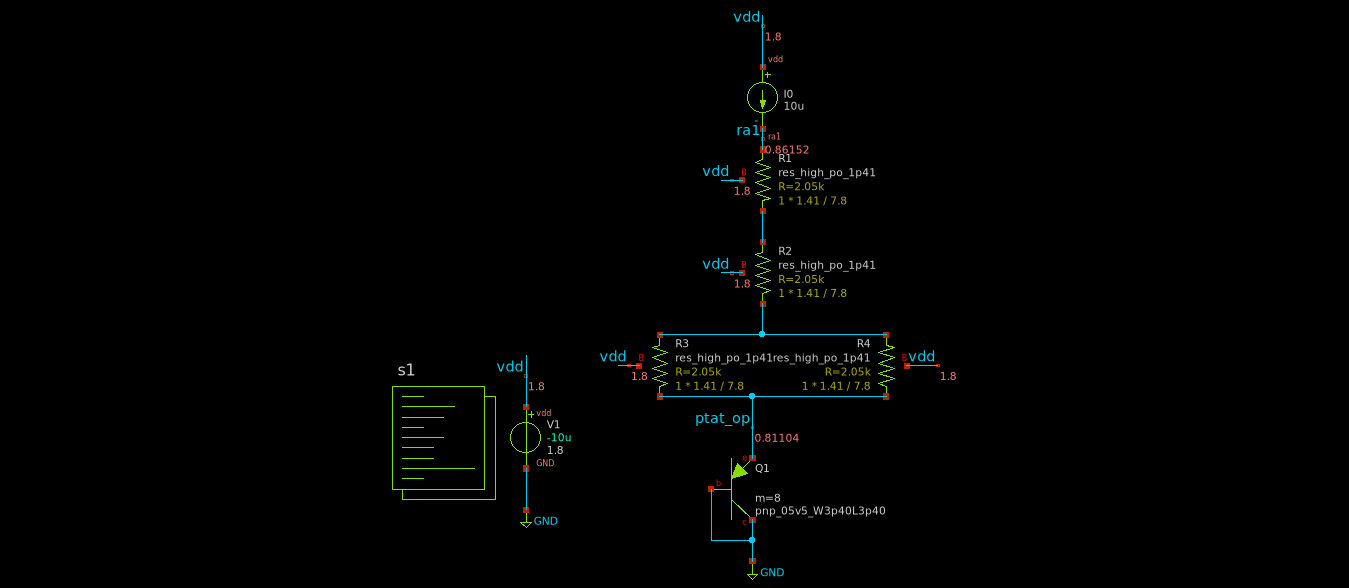 vdd
1.8
vdd
+
I0
10u
ra1
ra1
0.86152
R1
vdd
B
res_high_po_1p41
1.8
R=2.05k
1 * 1.41 / 7.8
R2
vdd
B
res_high_po_1p41
1.8
R=2.05k
1 * 1.41 / 7.8
vdd
B
1.8
R3
res_high_po_1p41
R=2.05k
1 * 1.41 / 7.8
R4
res_high_po_1p41
R=2.05k
1 * 1.41 / 7.8
B
vdd
1.8
s1
vdd
1.8
+
vdd
V1
-10u
1.8
GND
GND
ptat_op
0.81104
e
Q1
b
m=8
pnp_05v5_W3p40L3p40
c
GND